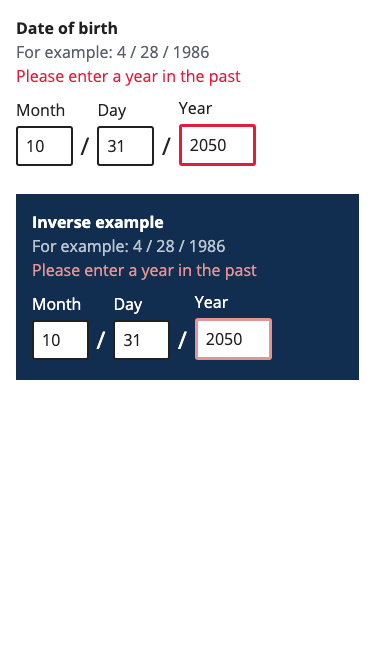 Date of birth
For example: 4 / 28 / 1986
Please enter a year in the past
Month Day Year
10 / 31 / 2050
Inverse example
For example: 4 / 28 / 1986
Please enter a year in the past
Month Day Year
10 / 31 / 2050